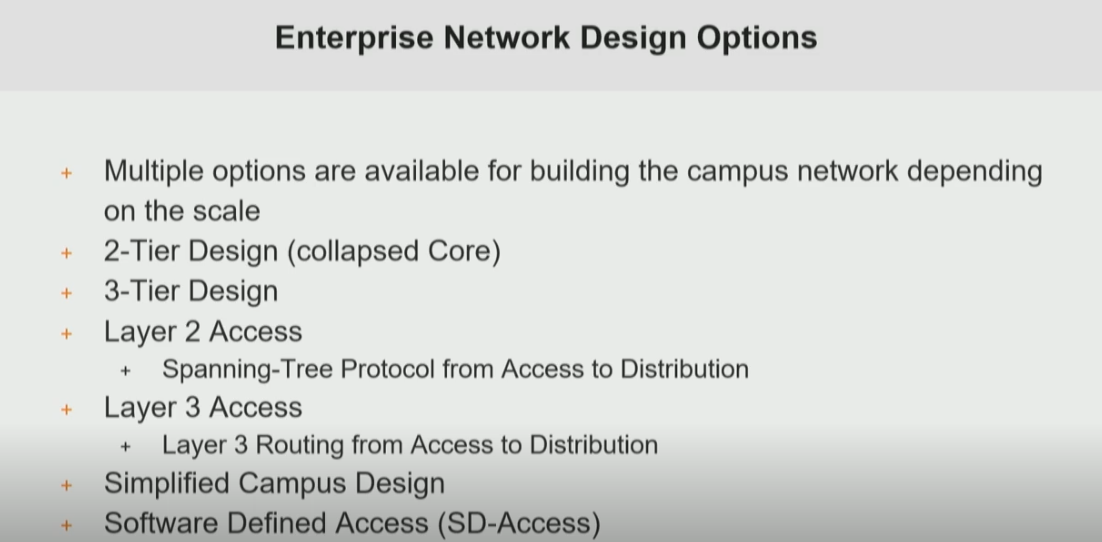 Enterprise Network Design Options
+ Multiple options are available for building the campus network depending
on the scale
+ 2-Tier Design (collapsed Core)
+ 3-Tier Design
+ Layer 2 Access
+ Spanning-Tree Protocol from Access to Distribution
+ Layer 3 Access
+ Layer 3 Routing from Access to Distribution
+ Simplified Campus Design
+ Software Defined Access (SD-Access)